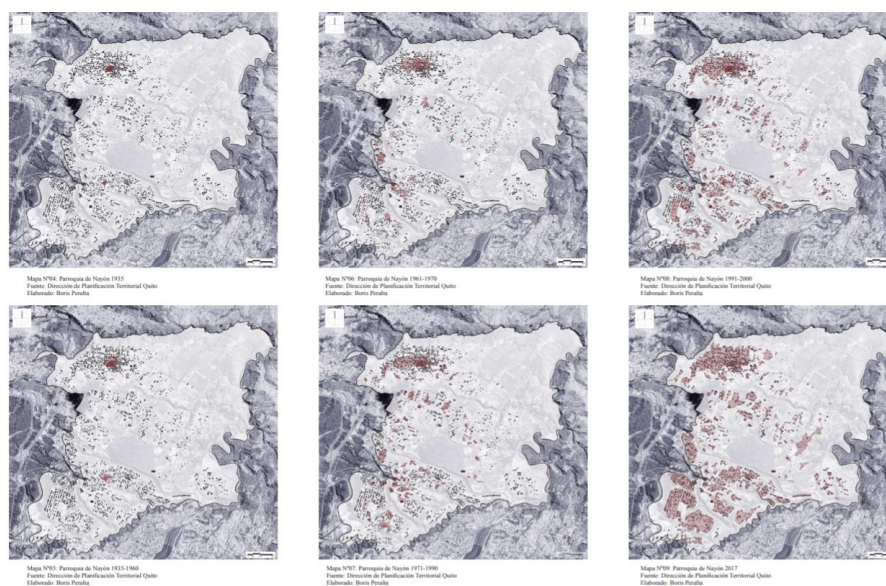 Mapa Nº04: Parroquia de Nayón 1935
Fuente: Dirección de Planificación Territorial Quito
Elaborado: Boris Peralta
Mapa Nº06: Parroquia de Nayón 1961-1970
Fuente: Dirección de Planificación Territorial Quito
Elaborado: Boris Peralta
Mapa Nº08: Parroquia de Nayón 1991-2000
Fuente: Dirección de Planificación Territorial Quito
Elaborado: Boris Peralta
Mapa Nº05: Parroquia de Nayón 1935-1960
Fuente: Dirección de Planificación Territorial Quito
Elaborado: Boris Peralta
Mapa Nº07: Parroquia de Nayón 1971-1990
Fuente: Dirección de Planificación Territorial Quito
Elaborado: Boris Peralta
Mapa Nº09: Parroquia de Nayón 2017
Fuente: Dirección de Planificación Territorial Quito
Elaborado: Boris Peralta